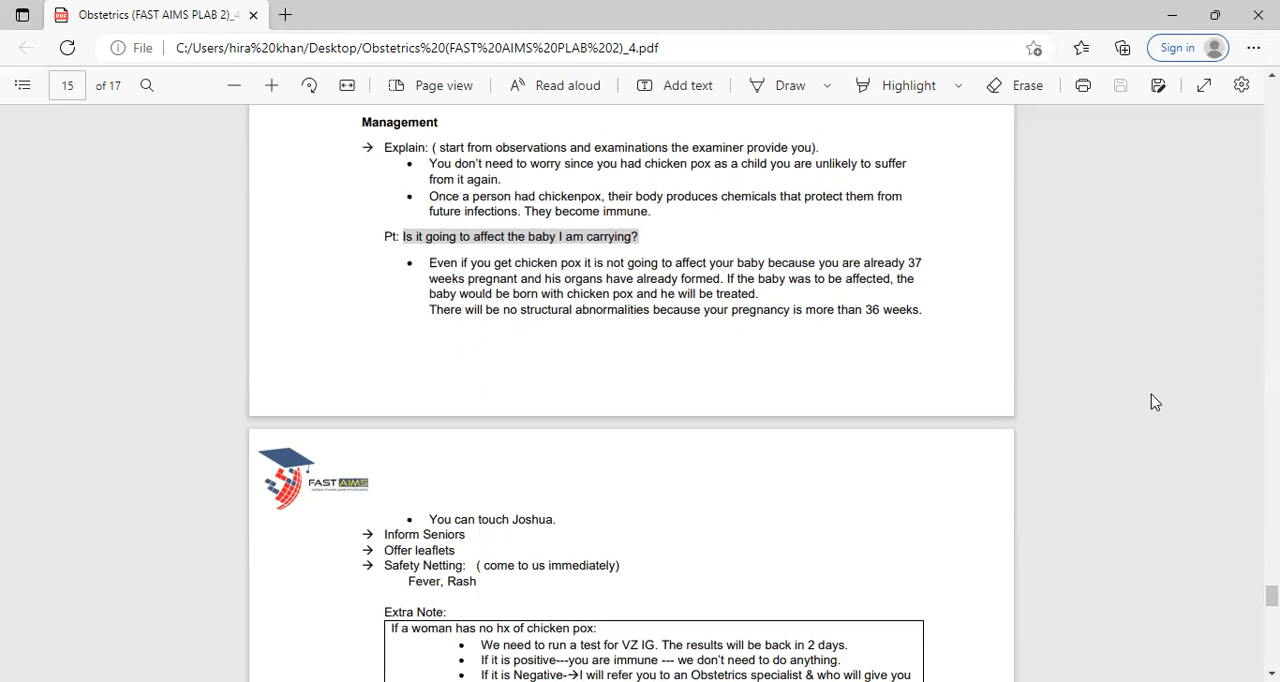 Obstetrics (FAST AIMS PLAB 2)_4
File C:/Users/hira%20khan/Desktop/Obstetrics%20(FAST%20AIMS%20PLAB%202)_4.pdf Sign in
15 of 17 Page view Read aloud Add text Draw Highlight Erase
Management
→ Explain: ( start from observations and examinations the examiner provide you).
• You don't need to worry since you had chicken pox as a child you are unlikely to suffer
from it again.
• Once a person had chickenpox, their body produces chemicals that protect them from
future infections. They become immune.
Pt: Is it going to affect the baby I am carrying?
• Even if you get chicken pox it is not going to affect your baby because you are already 37
weeks pregnant and his organs have already formed. If the baby was to be affected, the
baby would be born with chicken pox and he will be treated.
There will be no structural abnormalities because your pregnancy is more than 36 weeks.
FAST AIMS
• You can touch Joshua.
→ Inform Seniors
→ Offer leaflets
→ Safety Netting: ( come to us immediately)
Fever, Rash
Extra Note:
If a woman has no hx of chicken pox:
• We need to run a test for VZ IG. The results will be back in 2 days.
• If it is positive---you are immune --- we don't need to do anything.
• If it is Negative-→I will refer you to an Obstetrics specialist & who will give you